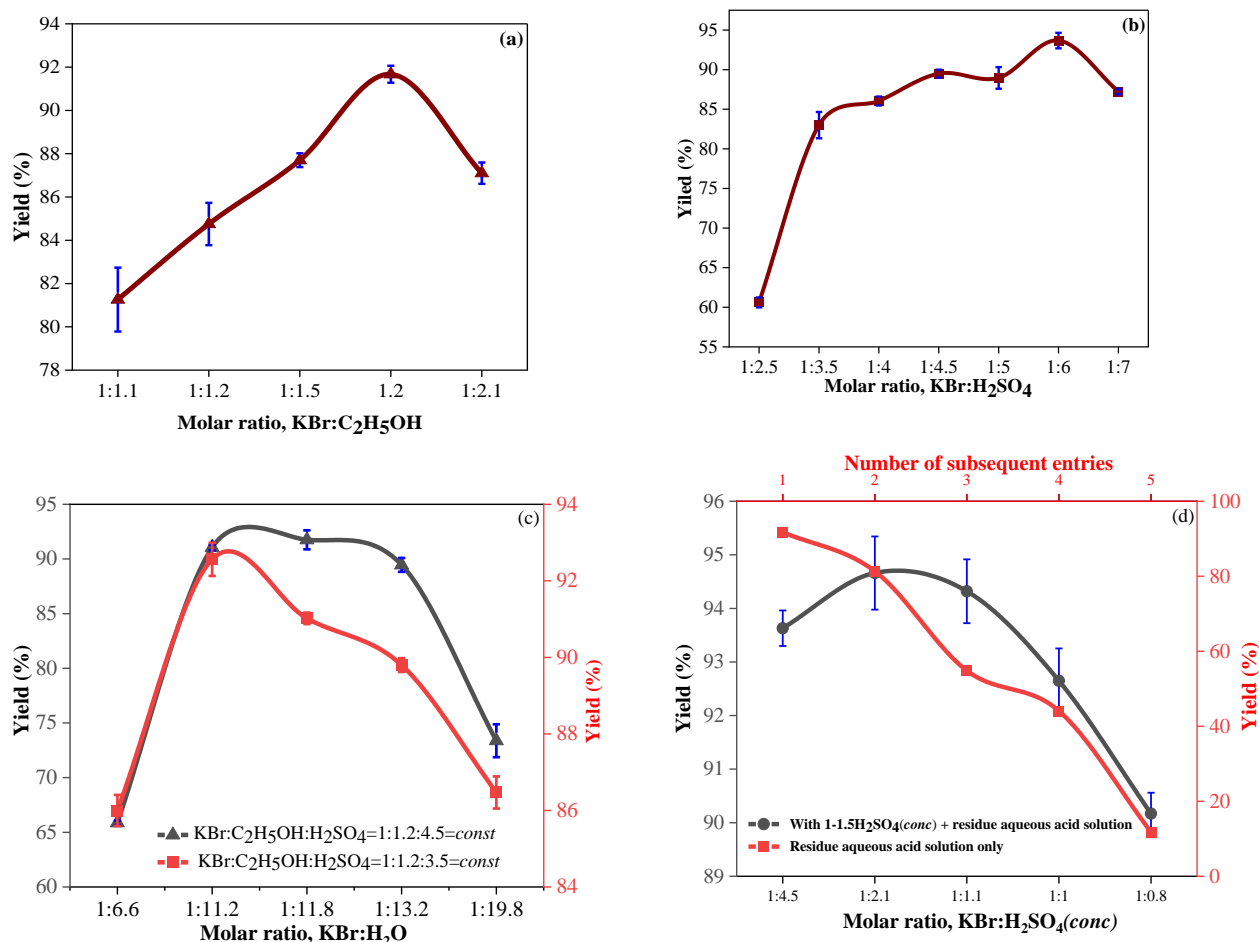 (a)
94
92
90
88
86
84
82
80
78
Yield (%)
1:1.1 1:1.2 1:1.5 1.2 1:2.1
Molar ratio, KBr:C2H5OH
(b)
95
90
85
80
75
70
65
60
55
Yiled (%)
1:2.5 1:3.5 1:4 1:4.5 1:5 1:6 1:7
Molar ratio, KBr:H2SO4
(c)
95
90
85
80
75
70
65
60
Yield (%)
94
92
90
88
86
84
Yield (%)
KBr:C2H5OH:H2SO4=1:1.2:4.5=const
KBr:C2H5OH:H2SO4=1:1.2:3.5=const
1:6.6 1:11.2 1:11.8 1:13.2 1:19.8
Molar ratio, KBr:H2O
Number of subsequent entries
1 2 3 4 5
(d)
96
95
94
93
92
91
90
89
Yield (%)
100
80
60
40
20
0
Yield (%)
With 1-1.5H2SO4(conc) + residue aqueous acid solution
Residue aqueous acid solution only
1:4.5 1:2.1 1:1.1 1:1 1:0.8
Molar ratio, KBr:H2SO4(conc)